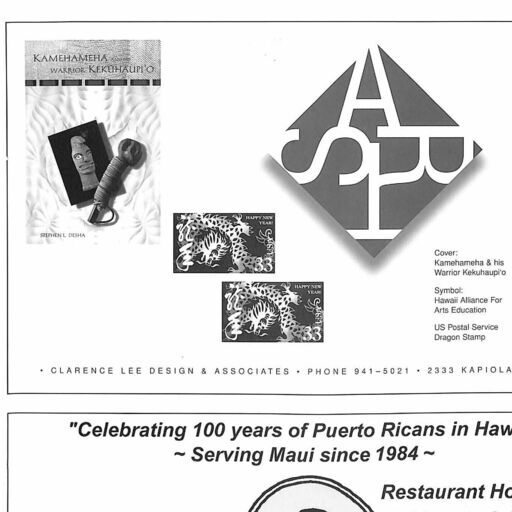 KAMEHAMEHA AND HIS
WARRIOR KEKUHAUPI'O
STEPHEN L. DESHA
HAPPY NEW
YEAR!
USA
33
HAPPY NEW
YEAR!
USA
33
Cover:
Kamehameha & his
Warrior Kekuhaupi'o
Symbol:
Hawaii Alliance For
Arts Education
US Postal Service
Dragon Stamp
• CLARENCE LEE DESIGN & ASSOCIATES • PHONE 941–5021 • 2333 KAPIOLA
"Celebrating 100 years of Puerto Ricans in Haw
~ Serving Maui since 1984 ~
Restaurant Ho